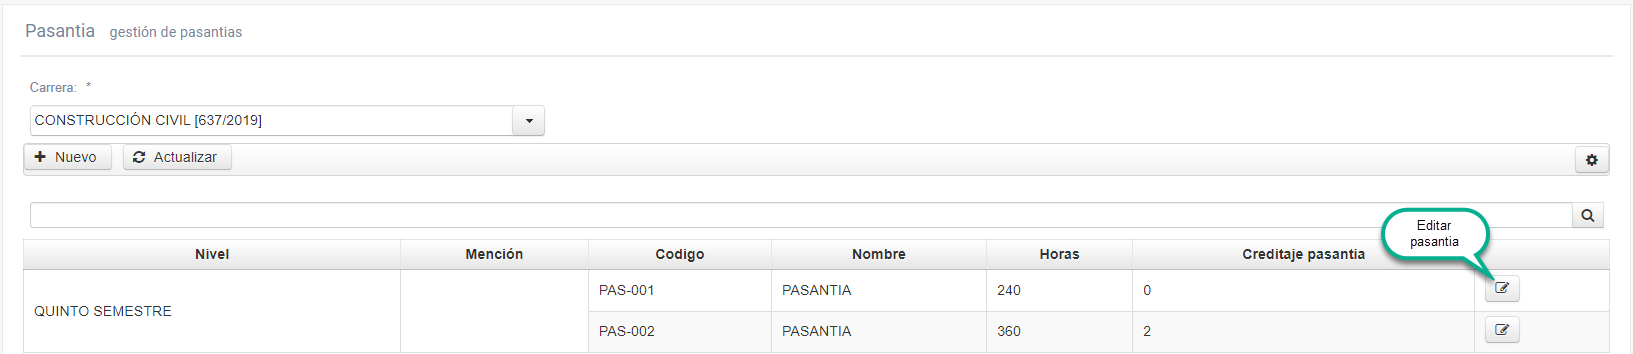 Pasantia gestión de pasantias
Carrera: *
CONSTRUCCIÓN CIVIL [637/2019]
Nuevo Actualizar
Editar
pasantia
Nivel Mención Codigo Nombre Horas Creditaje pasantia
QUINTO SEMESTRE
PAS-001 PASANTIA 240 0
PAS-002 PASANTIA 360 2